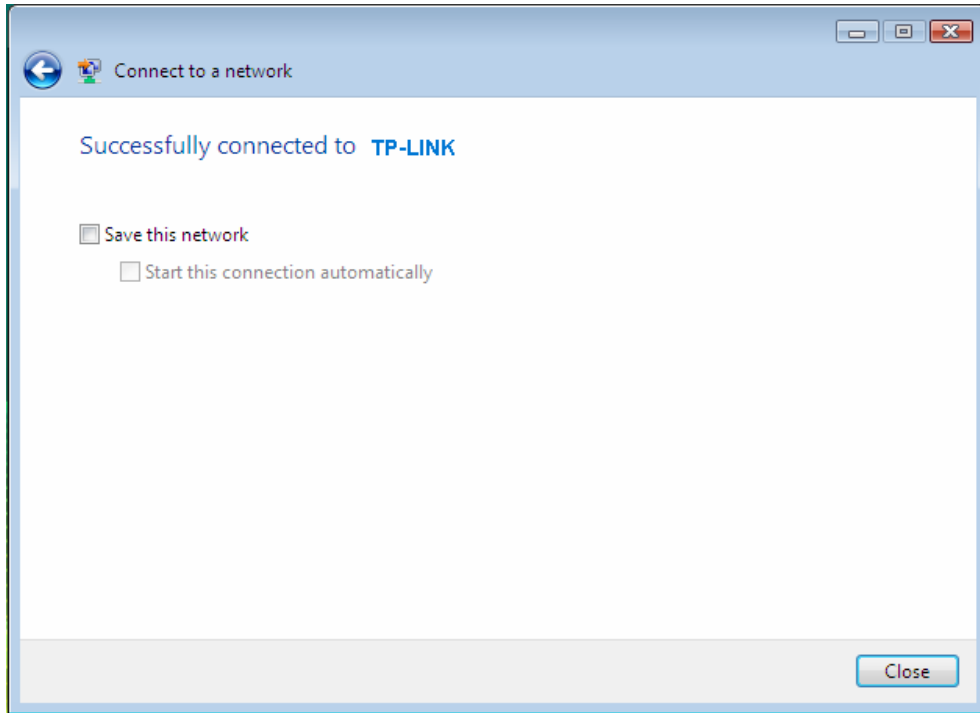 Connect to a network
Successfully connected to TP-LINK
Save this network
Start this connection automatically
Close